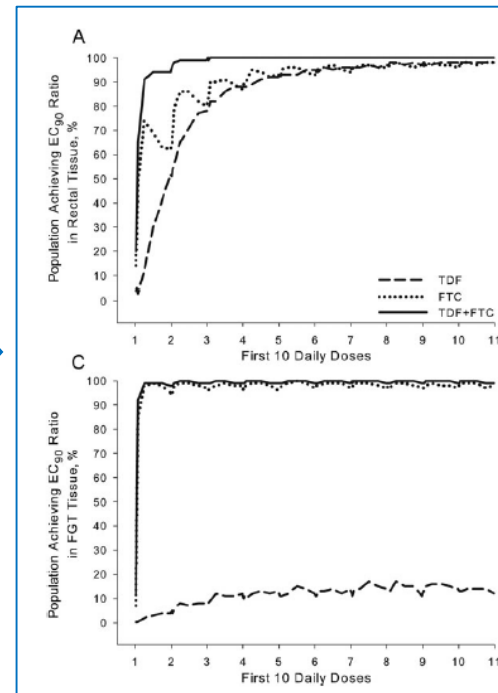 A
Population Achieving EC90 Ratio
in Rectal Tissue, %
100
90
80
70
60
50
40
30
20
10
0
TDF
FTC
TDF+FTC
1 2 3 4 5 6 7 8 9 10 11
First 10 Daily Doses
C
Population Achieving EC90 Ratio
in FGT Tissue, %
100
90
80
70
60
50
40
30
20
10
0
1 2 3 4 5 6 7 8 9 10 11
First 10 Daily Doses